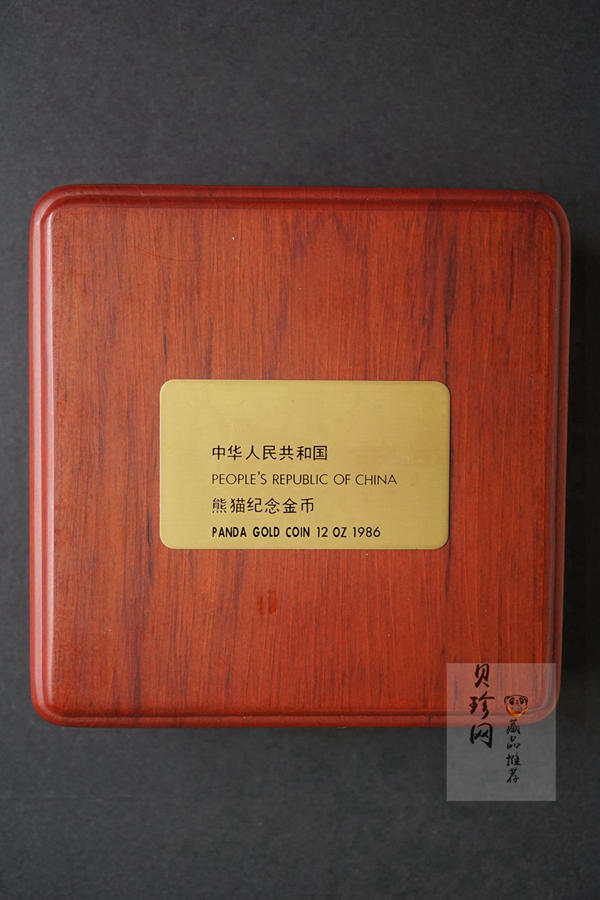 中华人民共和国
PEOPLE'S REPUBLIC OF CHINA
熊猫纪念金币
PANDA GOLD COIN 12 OZ 1986
贝珍网
藏品推荐